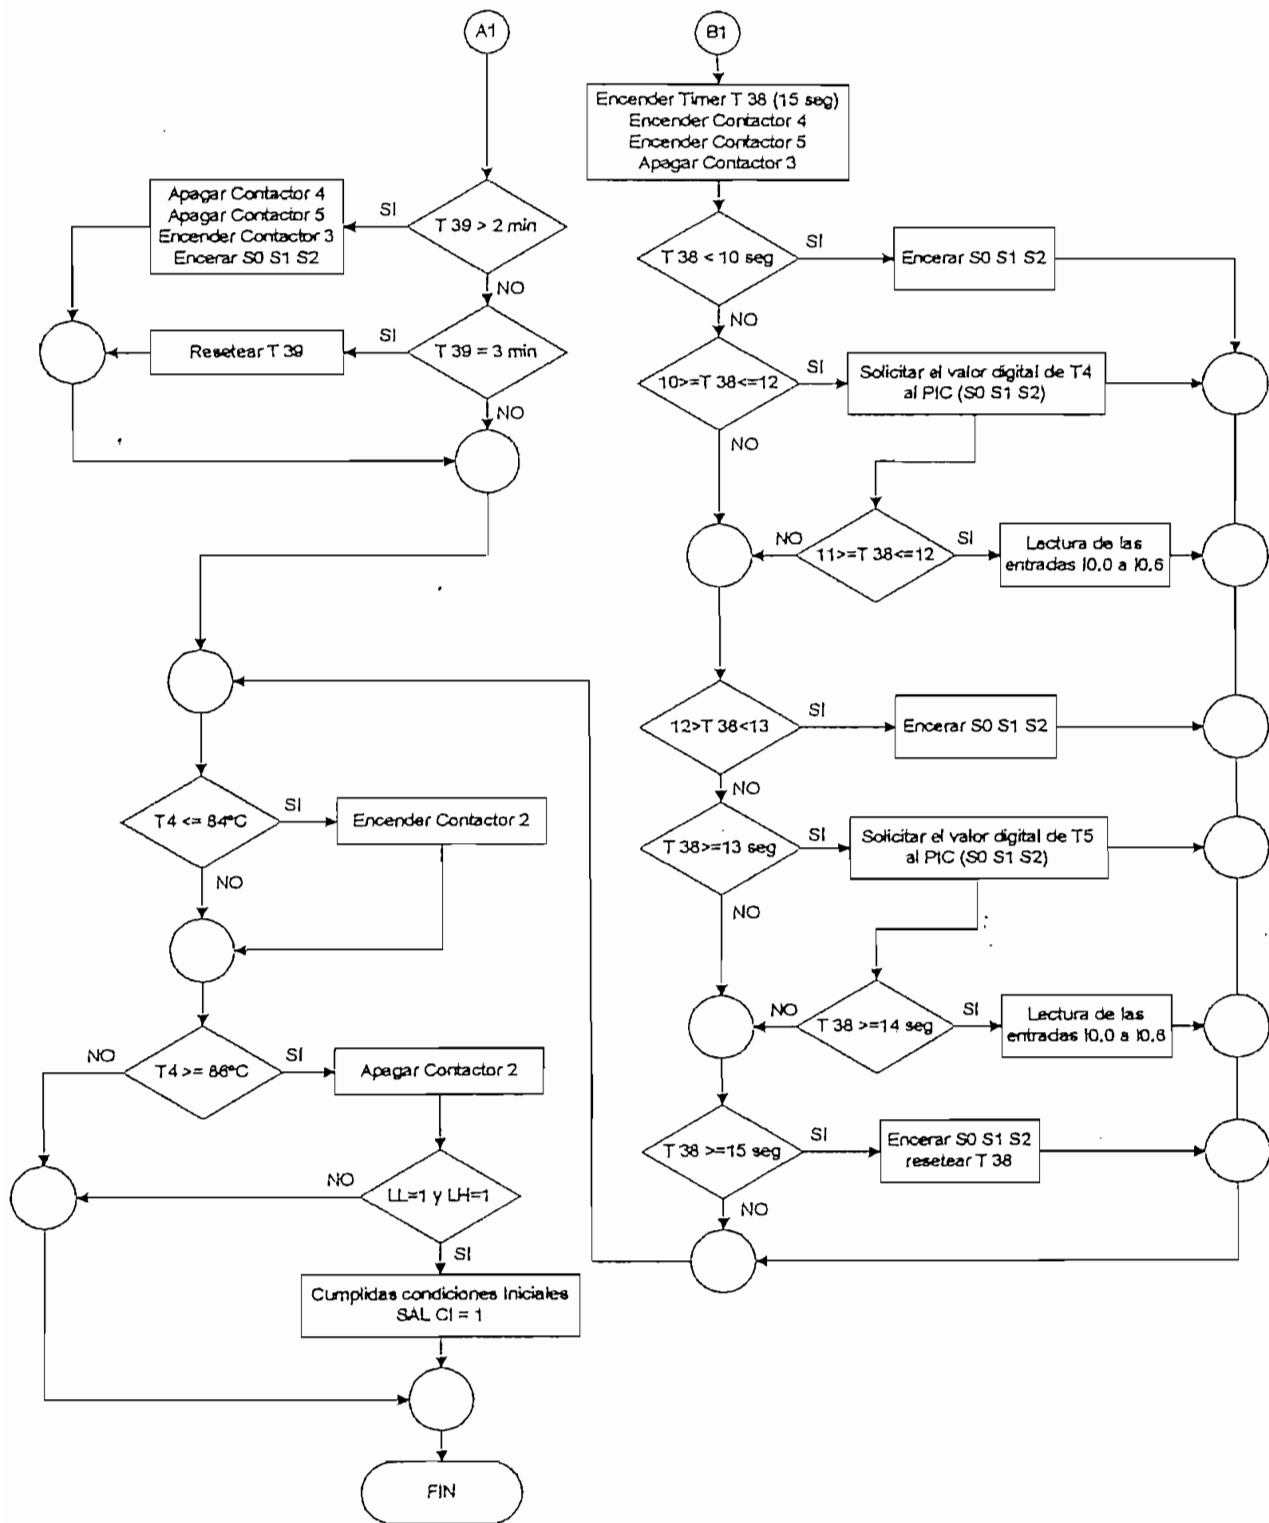 A1
T 39 > 2 min
SI
Apagar Contactor 4
Apagar Contactor 5
Encender Contactor 3
Encerar S0 S1 S2
NO
T 39 = 3 min
SI
Resetear T 39
NO
T4 <= 84ºC
SI
Encender Contactor 2
NO
T4 >= 86ºC
NO
SI
Apagar Contactor 2
LL=1 y LH=1
NO
SI
Cumplidas condiciones Iniciales
SAL CI = 1
FIN
B1
Encender Timer T 38 (15 seg)
Encender Contactor 4
Encender Contactor 5
Apagar Contactor 3
T 38 < 10 seg
SI
Encerar S0 S1 S2
NO
10>=T 38<=12
SI
Solicitar el valor digital de T4
al PIC (S0 S1 S2)
NO
11>=T 38<=12
NO
SI
Lectura de las
entradas I0.0 a I0.6
12>T 38<13
SI
Encerar S0 S1 S2
NO
T 38>=13 seg
SI
Solicitar el valor digital de T5
al PIC (S0 S1 S2)
NO
T 38 >=14 seg
NO
SI
Lectura de las
entradas I0.0 a I0.6
T 38 >=15 seg
SI
Encerar S0 S1 S2
resetear T 38
NO